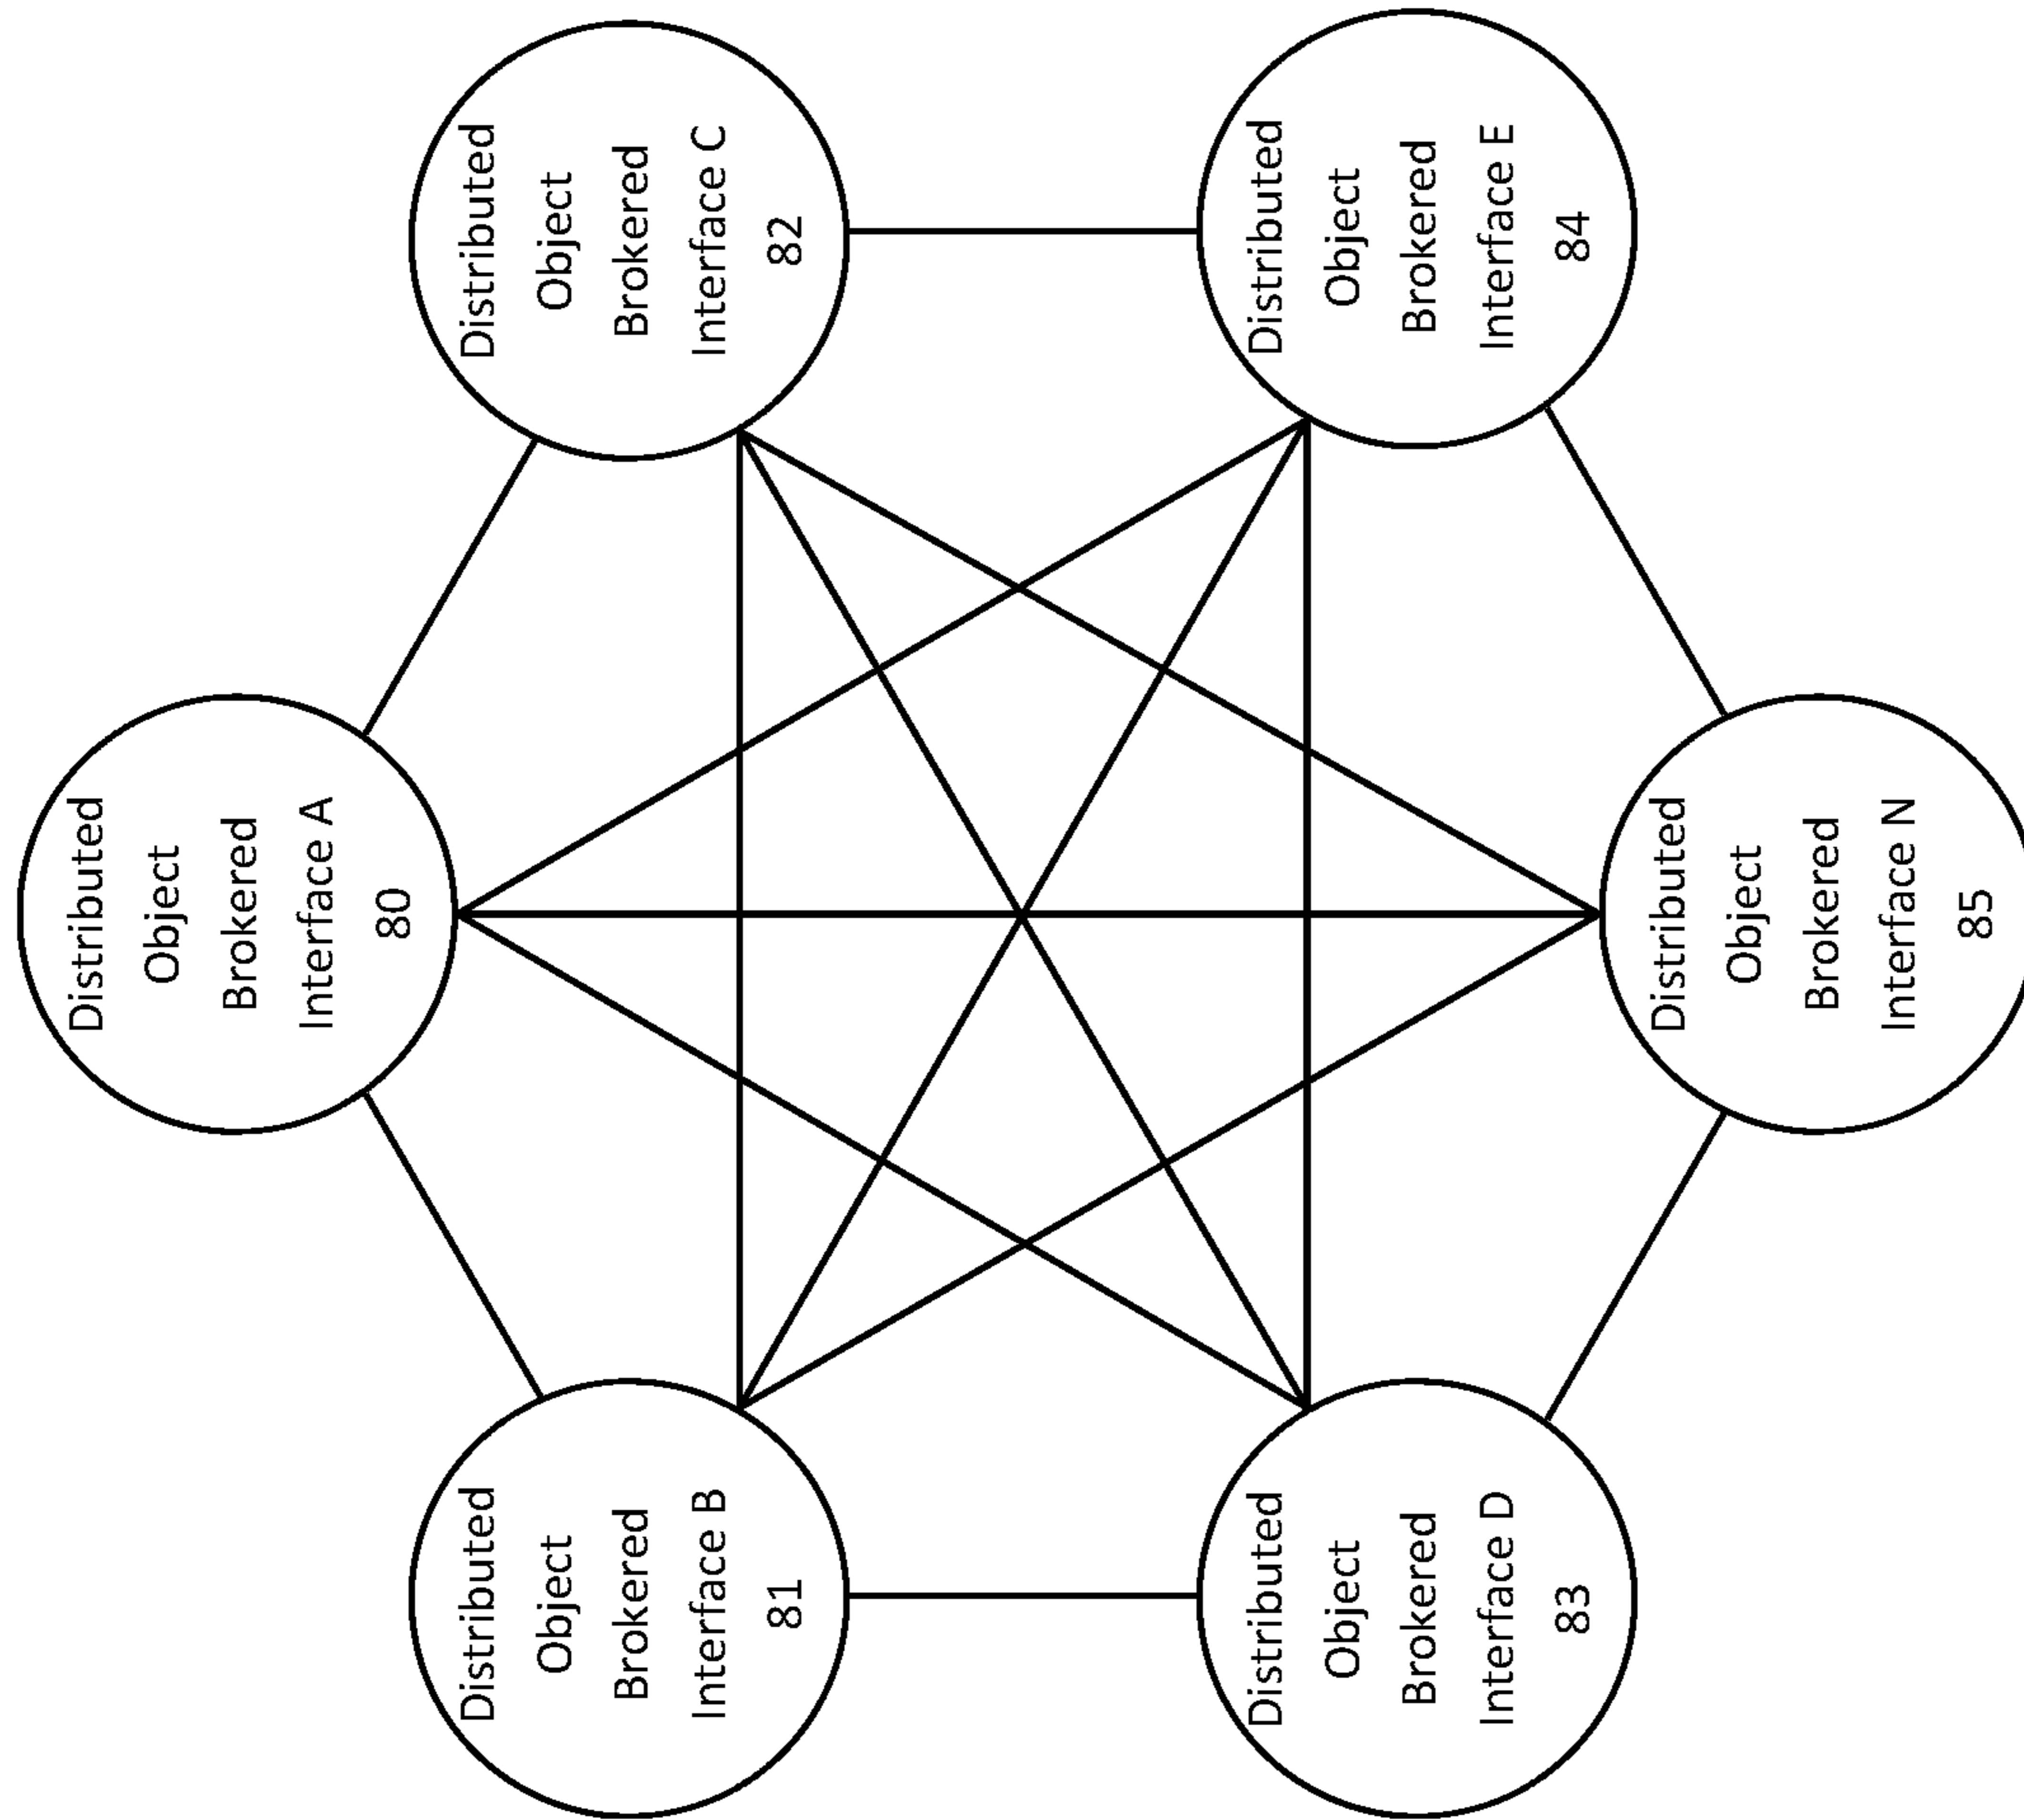 Distributed
Object
Brokered
Interface A
80
Distributed
Object
Brokered
Interface B
81
Distributed
Object
Brokered
Interface C
82
Distributed
Object
Brokered
Interface D
83
Distributed
Object
Brokered
Interface E
84
Distributed
Object
Brokered
Interface N
85